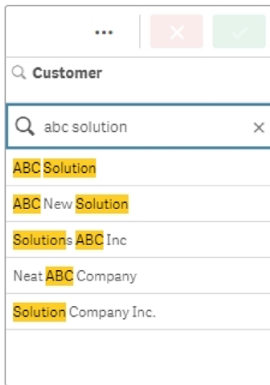 Customer
abc solution
ABC Solution
ABC New Solution
Solutions ABC Inc
Neat ABC Company
Solution Company Inc.